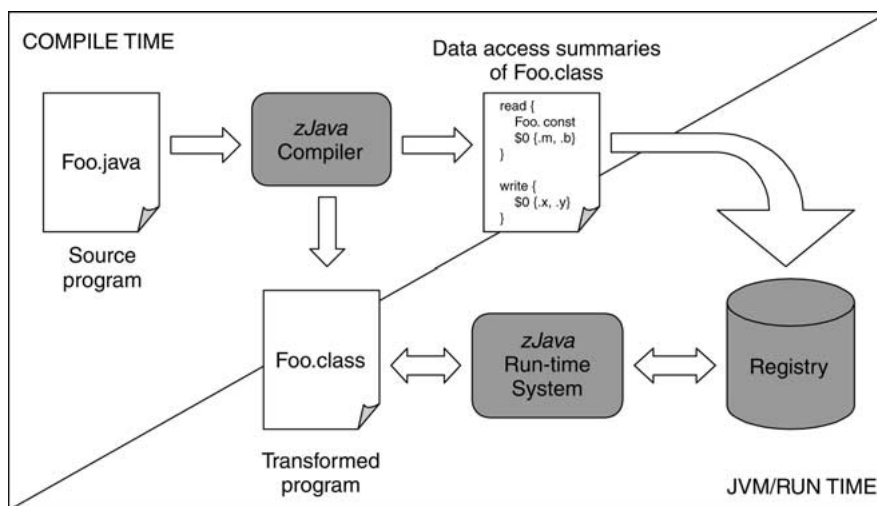 COMPILE TIME
Data access summaries
of Foo.class
Foo.java
Source
program
zJava
Compiler
read {
Foo. const
$0 {.m, .b}
}
write {
$0 {.x, .y}
}
Foo.class
Transformed
program
zJava
Run-time
System
Registry
JVM/RUN TIME